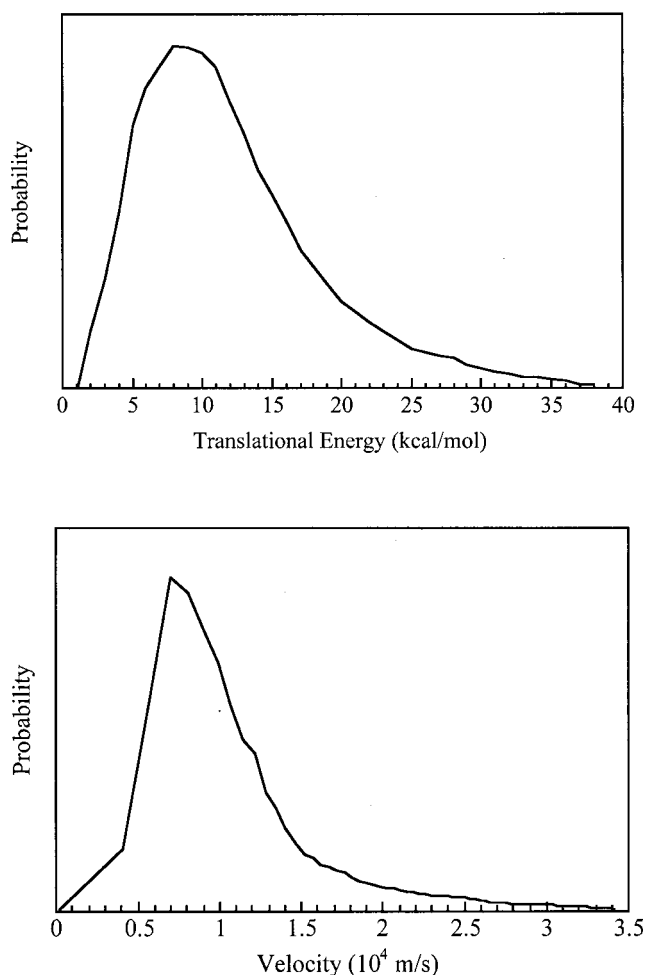 Probability
0 5 10 15 20 25 30 35 40
Translational Energy (kcal/mol)
Probability
0 0.5 1 1.5 2 2.5 3 3.5
Velocity (10⁴ m/s)